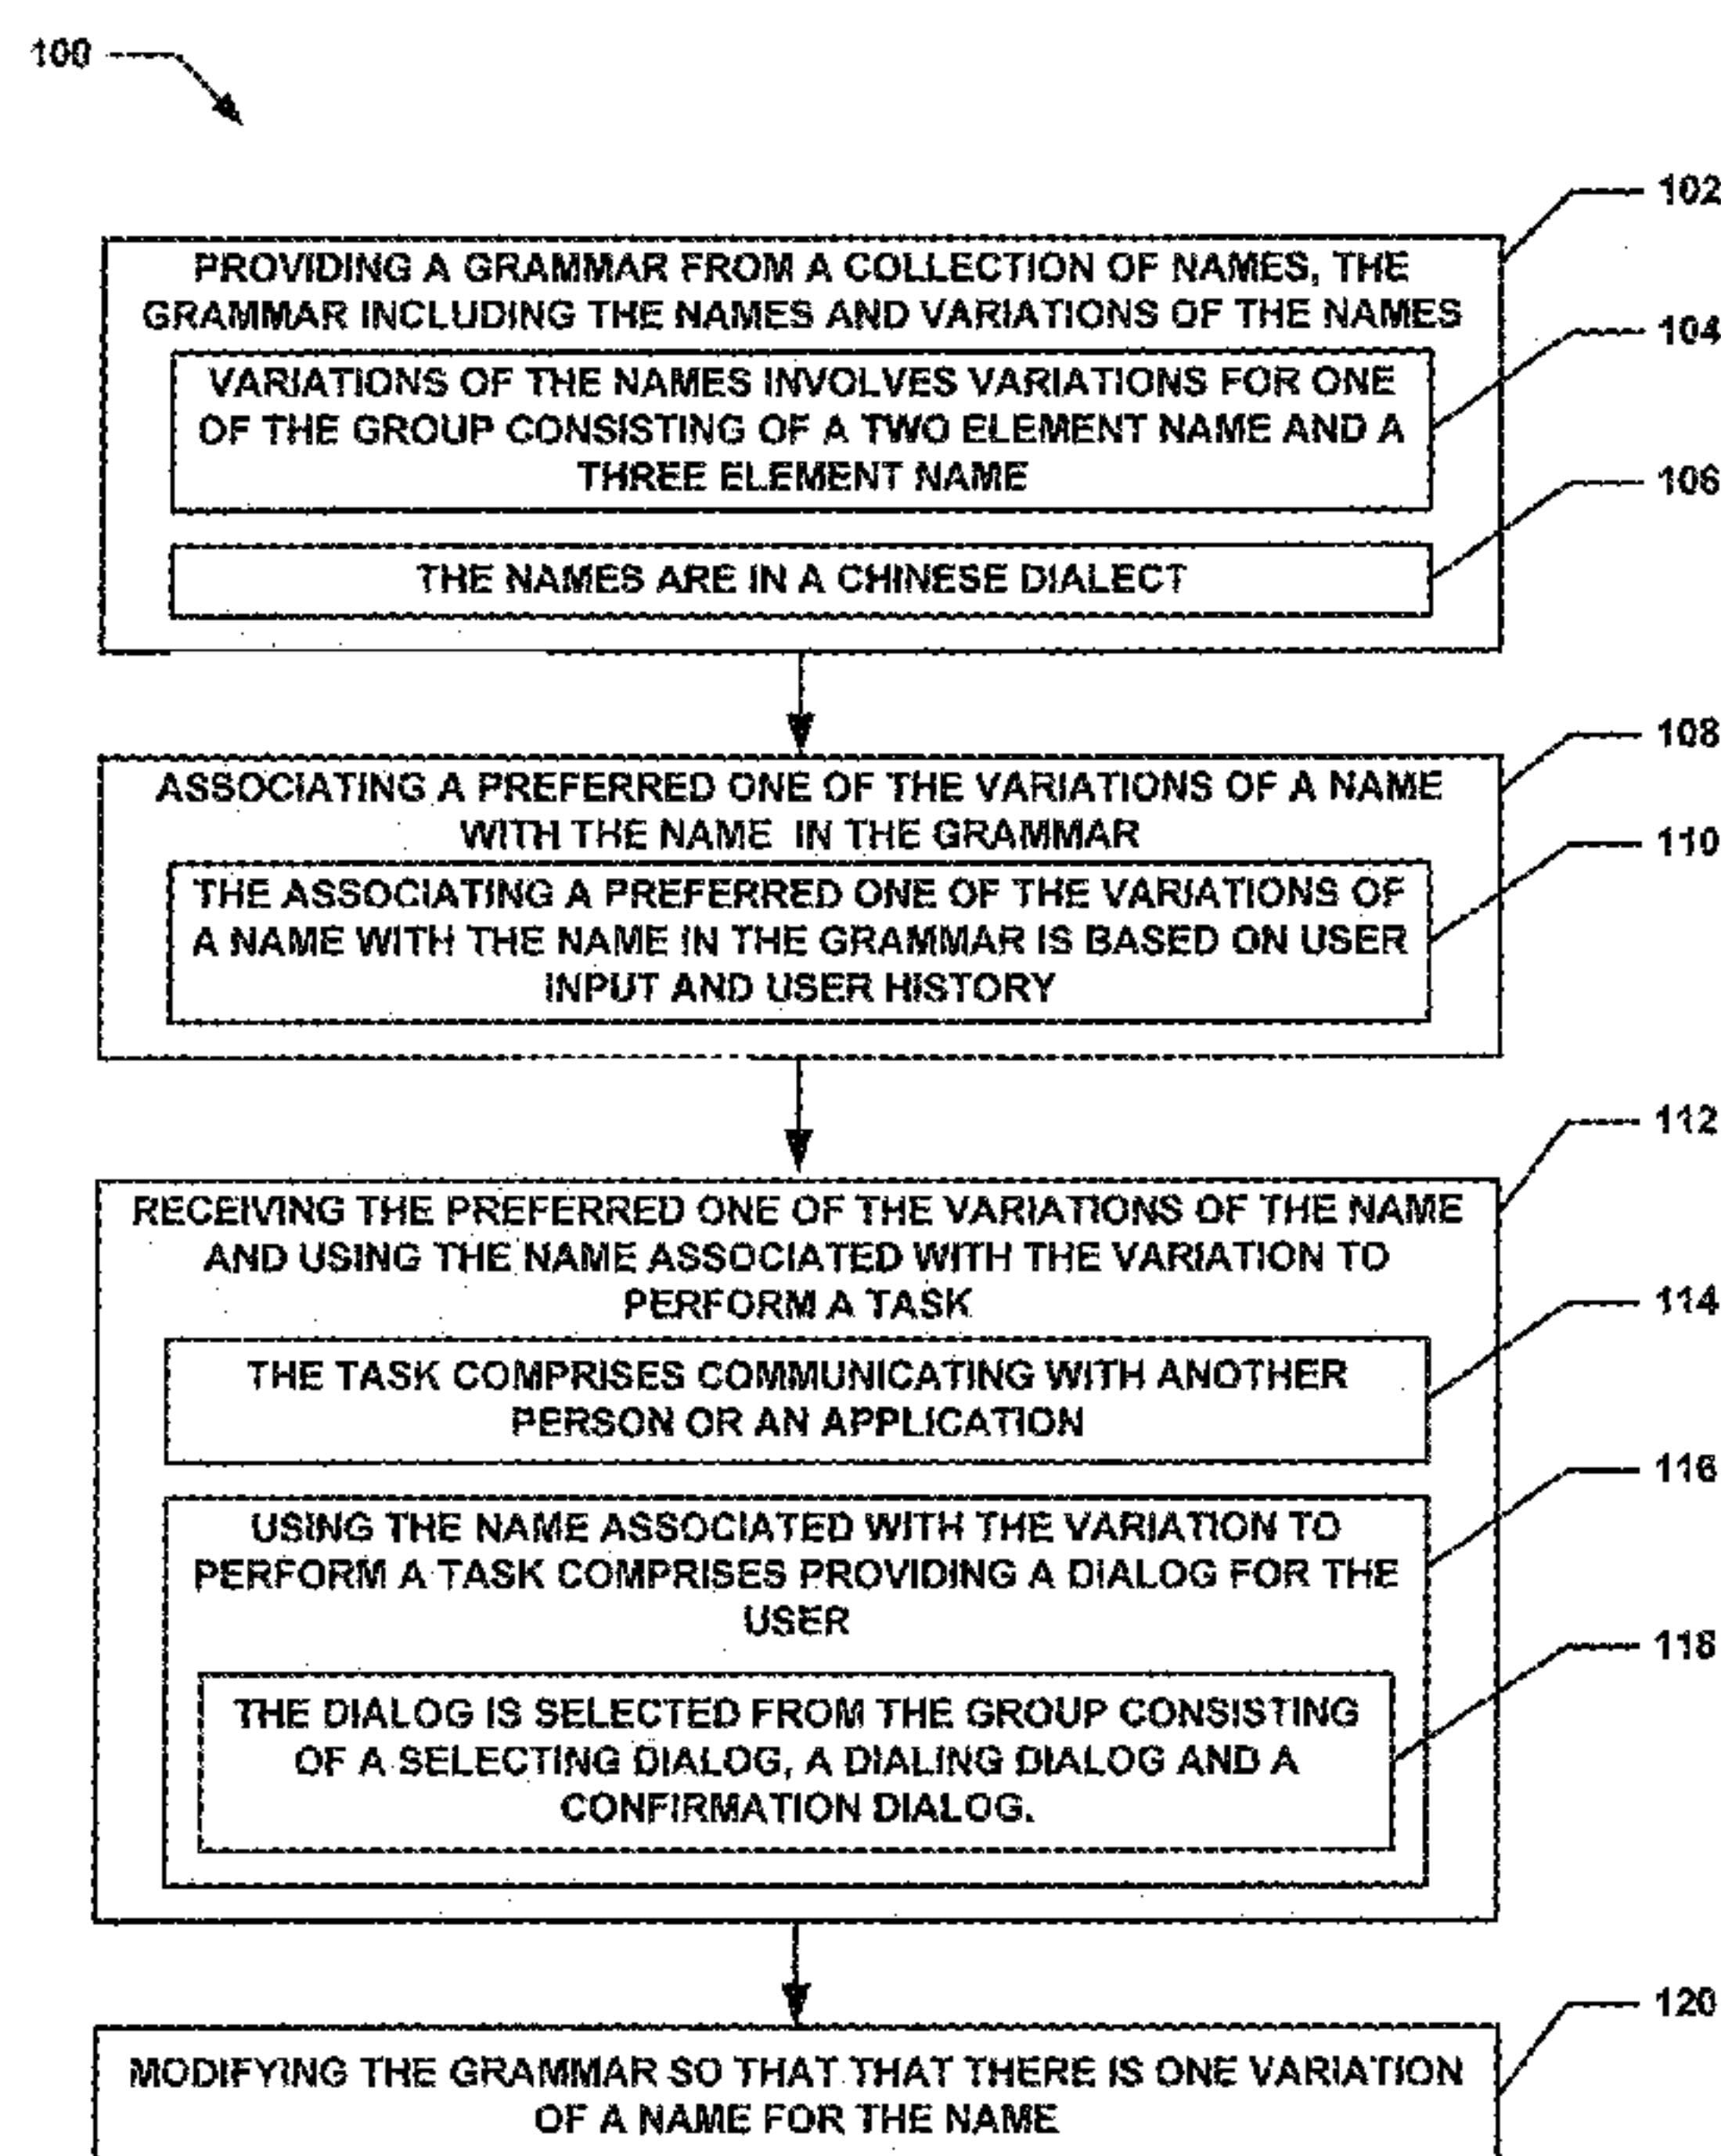 100
102
PROVIDING A GRAMMAR FROM A COLLECTION OF NAMES, THE
GRAMMAR INCLUDING THE NAMES AND VARIATIONS OF THE NAMES
104
VARIATIONS OF THE NAMES INVOLVES VARIATIONS FOR ONE
OF THE GROUP CONSISTING OF A TWO ELEMENT NAME AND A
THREE ELEMENT NAME
106
THE NAMES ARE IN A CHINESE DIALECT
108
ASSOCIATING A PREFERRED ONE OF THE VARIATIONS OF A NAME
WITH THE NAME IN THE GRAMMAR
110
THE ASSOCIATING A PREFERRED ONE OF THE VARIATIONS OF
A NAME WITH THE NAME IN THE GRAMMAR IS BASED ON USER
INPUT AND USER HISTORY
112
RECEIVING THE PREFERRED ONE OF THE VARIATIONS OF THE NAME
AND USING THE NAME ASSOCIATED WITH THE VARIATION TO
PERFORM A TASK
114
THE TASK COMPRISES COMMUNICATING WITH ANOTHER
PERSON OR AN APPLICATION
116
USING THE NAME ASSOCIATED WITH THE VARIATION TO
PERFORM A TASK COMPRISES PROVIDING A DIALOG FOR THE
USER
118
THE DIALOG IS SELECTED FROM THE GROUP CONSISTING
OF A SELECTING DIALOG, A DIALING DIALOG AND A
CONFIRMATION DIALOG.
120
MODIFYING THE GRAMMAR SO THAT THAT THERE IS ONE VARIATION
OF A NAME FOR THE NAME